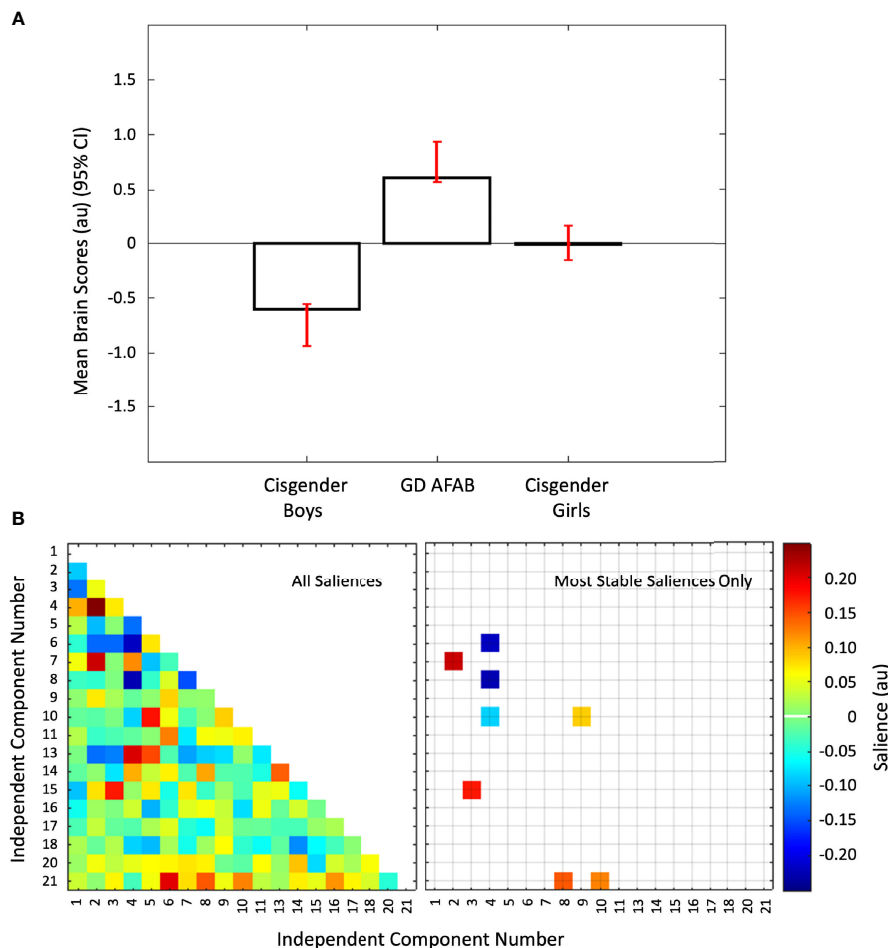 A
Mean Brain Scores (au) (95% CI)
1.5
1.0
0.5
0
-0.5
-1.0
-1.5
Cisgender Boys
GD AFAB
Cisgender Girls
B
Independent Component Number
1
2
3
4
5
6
7
8
9
10
11
13
14
15
16
17
18
20
21
All Saliences
Most Stable Saliences Only
1 2 3 4 5 6 7 8 9 10 11 13 14 15 16 17 18 20 21
1 2 3 4 5 6 7 8 9 10 11 13 14 15 16 17 18 20 21
Independent Component Number
0.20
0.15
0.10
0.05
0
-0.05
-0.10
-0.15
-0.20
Salience (au)